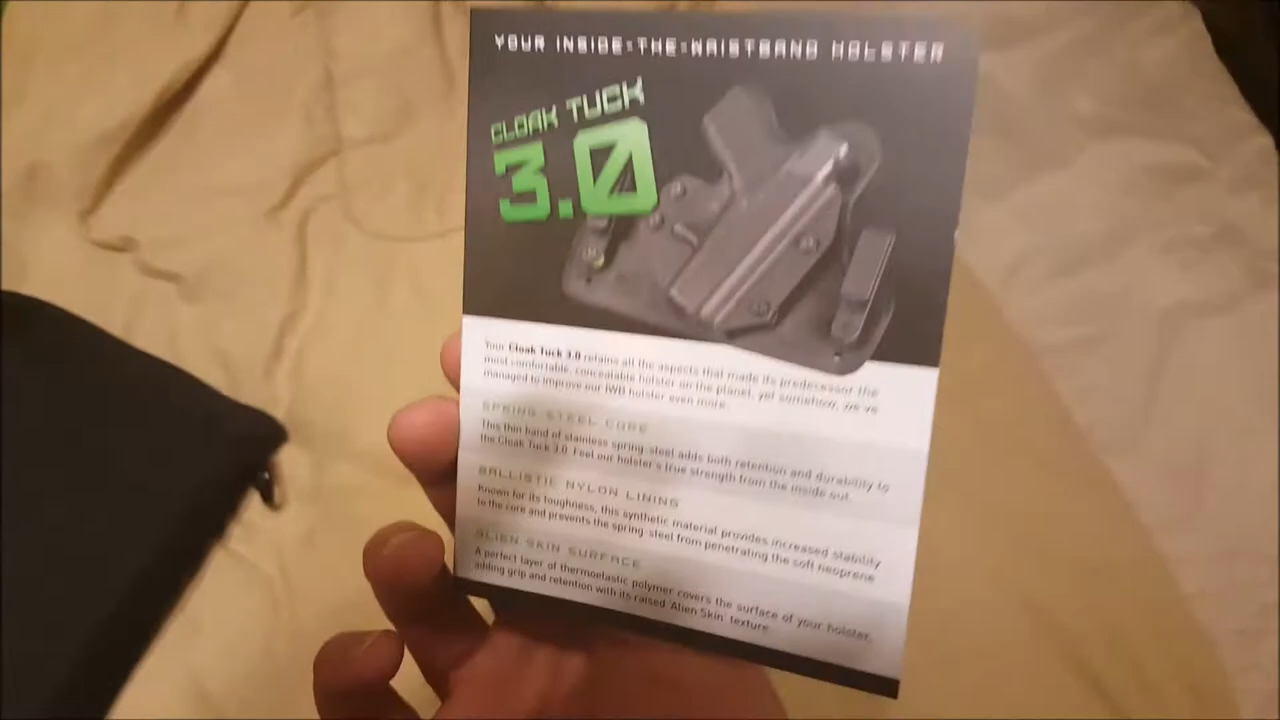 YOUR INSIDE-THE-WAISTBAND HOLSTER
CLOAK TUCK
3.0
Your Cloak Tuck 3.0 retains all the aspects that made its predecessor the
most comfortable, concealable holster on the planet, yet somehow, we've
managed to improve our IWB holster even more.
SPRING STEEL CORE
This thin band of stainless spring-steel adds both retention and durability to
the Cloak Tuck 3.0. Feel our holster's true strength from the inside out.
BALLISTIC NYLON LINING
Known for its toughness, this synthetic material provides increased stability
to the core and prevents the spring-steel from penetrating the soft neoprene
ALIEN SKIN SURFACE
A perfect layer of thermoelastic polymer covers the surface of your holster,
adding grip and retention with its raised 'Alien Skin' texture